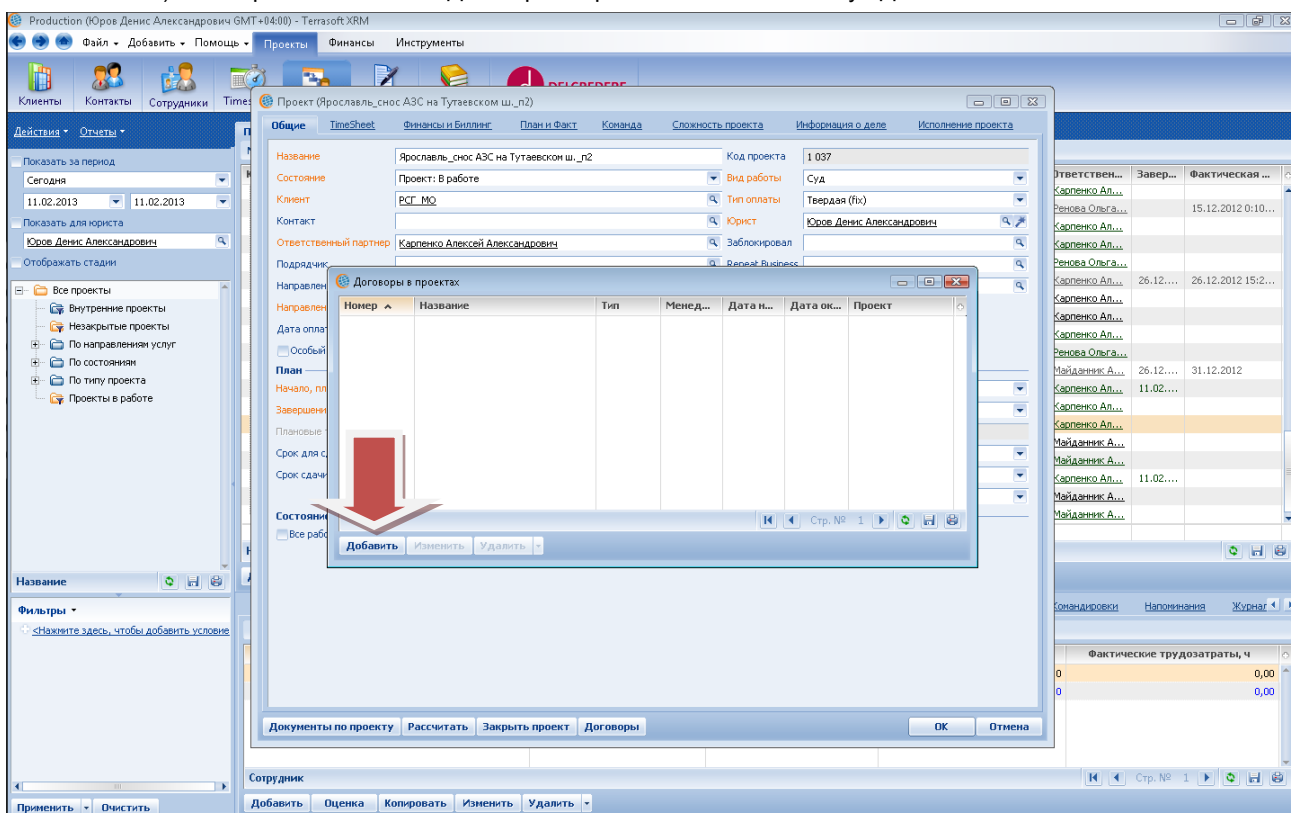 Production (Юров Денис Александрович GMT+04:00) - Terrasoft XRM
Файл Добавить Помощь Проекты Финансы Инструменты
Клиенты Контакты Сотрудники
Действия Отчеты
Показать за период
Сегодня
11.02.2013 11.02.2013
Показать для юриста
Юров Денис Александрович
Отображать стадии
Все проекты
Внутренние проекты
Незакрытые проекты
По направлениям услуг
По состояниям
По типу проекта
Проекты в работе
Название
Фильтры
<Нажмите здесь, чтобы добавить условие
Применить Очистить
Проект (Ярославль_снос АЗС на Тутаевском ш._п2)
Общие TimeSheet Финансы и Биллинг План и Факт Команда Сложность проекта Информация о деле Исполнение проекта
Название Ярославль_снос АЗС на Тутаевском ш._п2 Код проекта 1 037
Состояние Проект: В работе Вид работы Суд
Клиент РСГ_МО Тип оплаты Твердая (fix)
Контакт Юрист Юров Денис Александрович
Ответственный партнер Карпенко Алексей Александрович Заблокирован
Подрядчик Repeat Business
Направлен
Направлен
Дата опла
Особый
План
Начало, пл
Завершени
Плановые
Срок для с
Срок сдачи
Состояни
Все рабо
Договоры в проектах
Номер Название Тип Менед... Дата н... Дата ок... Проект
Стр. № 1
Добавить Изменить Удалить
Документы по проекту Рассчитать Закрыть проект Договоры ОК Отмена
Ответствен... Завер... Фактическая ...
Карпенко Ал...
Ренова Ольга... 15.12.2012 0:10...
Карпенко Ал...
Карпенко Ал...
Ренова Ольга...
Карпенко Ал... 26.12.... 26.12.2012 15:2...
Карпенко Ал...
Карпенко Ал...
Карпенко Ал...
Ренова Ольга...
Майданник А... 26.12.... 31.12.2012
Карпенко Ал... 11.02....
Карпенко Ал...
Карпенко Ал...
Майданник А...
Майданник А...
Карпенко Ал... 11.02....
Майданник А...
Майданник А...
Командировки Напоминания Журнал
Фактические трудозатраты, ч
0 0,00
0 0,00
Сотрудник Стр. № 1
Добавить Оценка Копировать Изменить Удалить